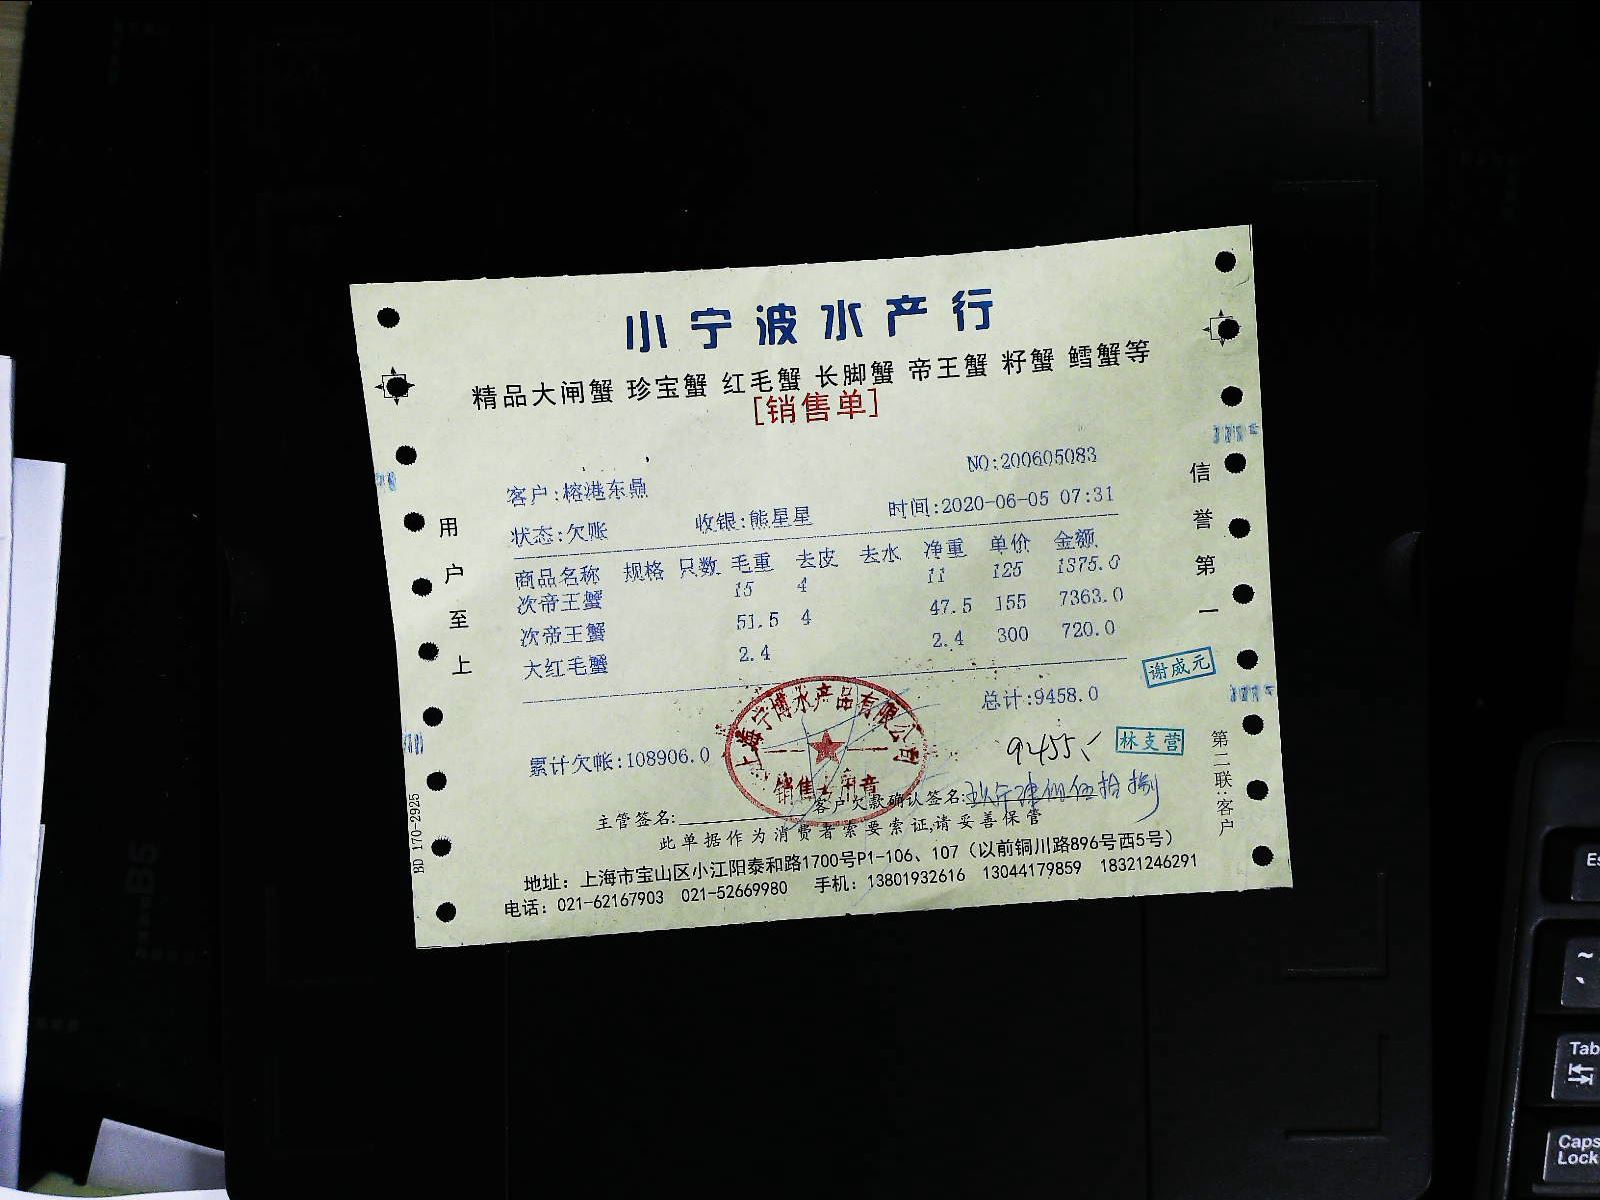 小宁波水产行
精品大闸蟹 珍宝蟹 红毛蟹 长脚蟹 帝王蟹 籽蟹 鳕蟹等
[销售单]
NO:200605083
客户:榕港东鼎
状态:欠账 收银:熊星星 时间:2020-06-05 07:31
商品名称 规格 只数 毛重 去皮 去水 净重 单价 金额
次帝王蟹 15 4 11 125 1375.0
次帝王蟹 51.5 4 47.5 155 7363.0
大红毛蟹 2.4 2.4 300 720.0
总计:9458.0
累计欠帐:108906.0
9455
谢威元
林支营
上海宁博水产品有限公司
销售专用章
主管签名: 客户欠款确认签名:
此单据作为消费者索要索证,请妥善保管
地址：上海市宝山区小江阳泰和路1700号P1-106、107（以前铜川路896号西5号）
电话：021-62167903 021-52669980 手机：13801932616 13044179859 18321246291
用户至上
信誉第一
第二联:客户
BD 170-2925
B5
Es
~
Tab
Caps
Lock